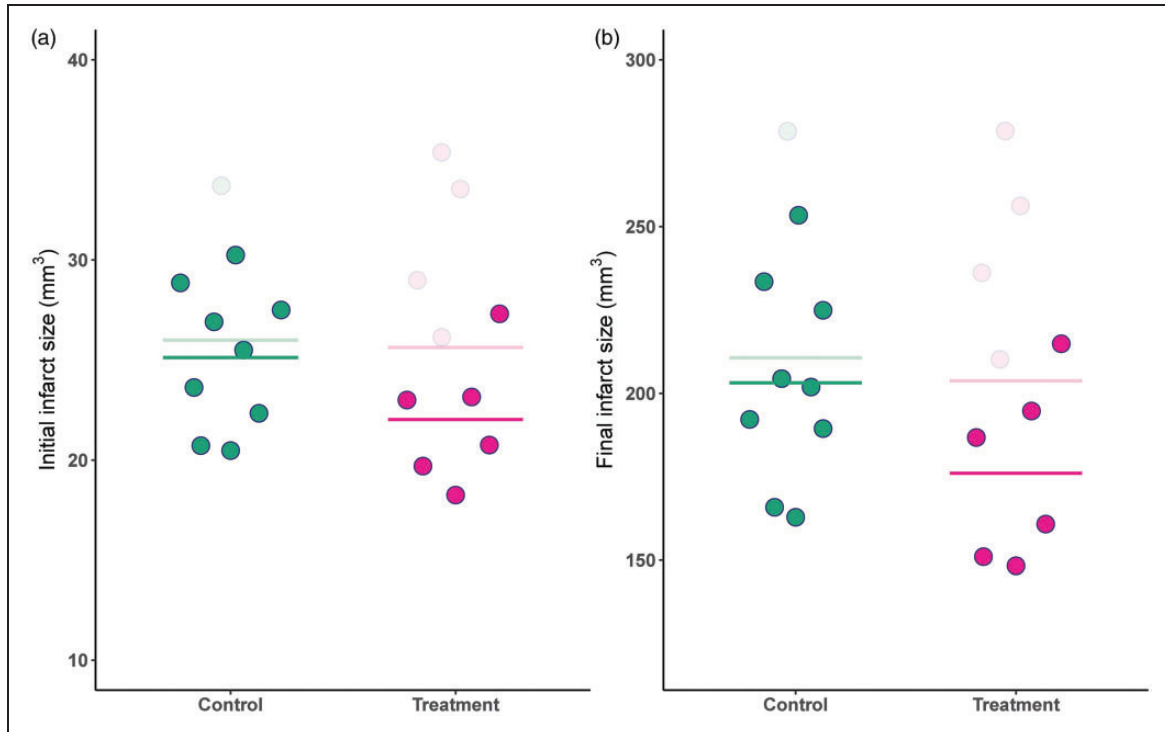 (a)
Initial infarct size (mm³)
40
30
20
10
Control
Treatment
(b)
Final infarct size (mm³)
300
250
200
150
Control
Treatment